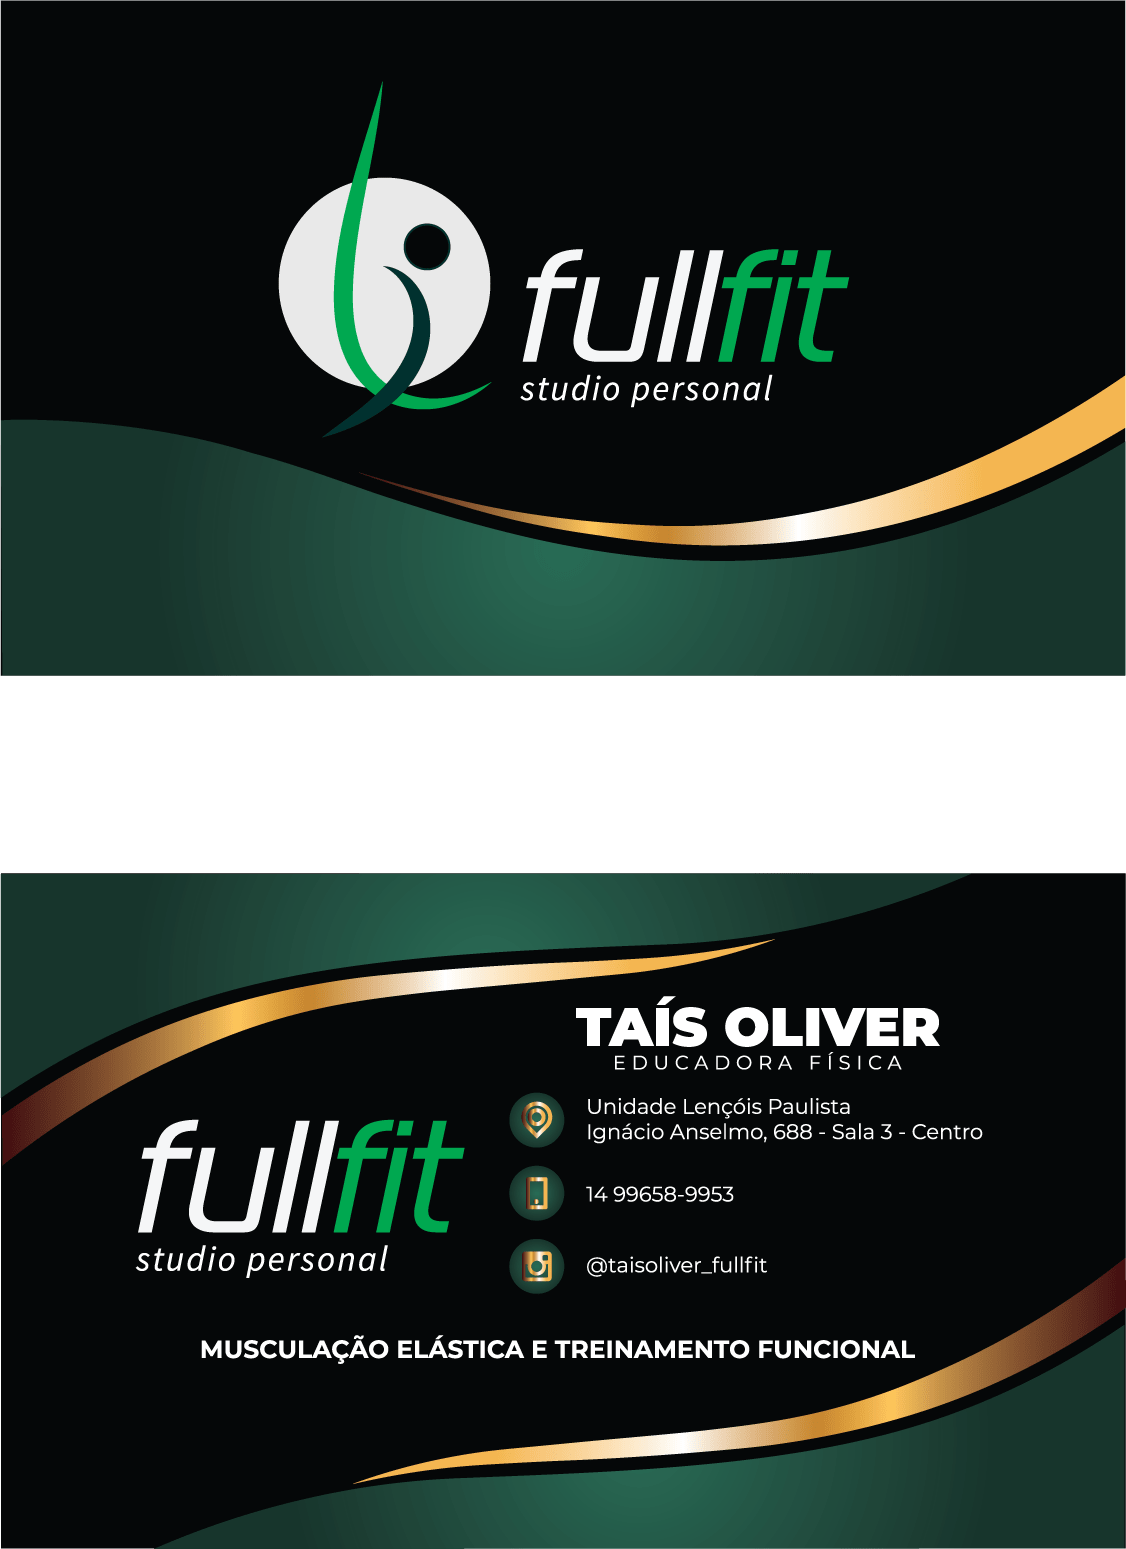 fullfit
studio personal
TAÍS OLIVER
EDUCADORA FÍSICA
Unidade Lençóis Paulista
Ignácio Anselmo, 688 - Sala 3 - Centro
fullfit
studio personal
14 99658-9953
@taisoliver_fullfit
MUSCULAÇÃO ELÁSTICA E TREINAMENTO FUNCIONAL